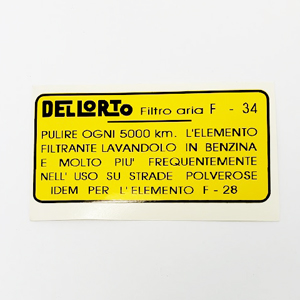 DELLORTO Filtro aria F - 34
PULIRE OGNI 5000 km. L'ELEMENTO
FILTRANTE LAVANDOLO IN BENZINA
E MOLTO PIU' FREQUENTEMENTE
NELL' USO SU STRADE POLVEROSE
IDEM PER L'ELEMENTO F - 28